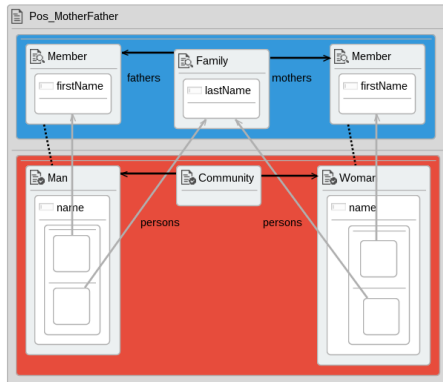 Pos_MotherFather
Member
Family
Member
fathers
mothers
firstName
lastName
firstName
Man
Community
Woman
name
name
persons
persons